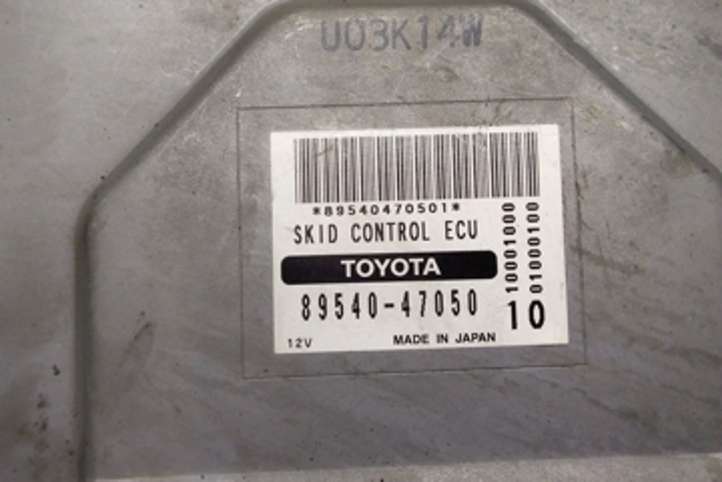 U03K14W
*89540470501*
SKID CONTROL ECU
TOYOTA
89540-47050
10001000
01000100
10
12V
MADE IN JAPAN